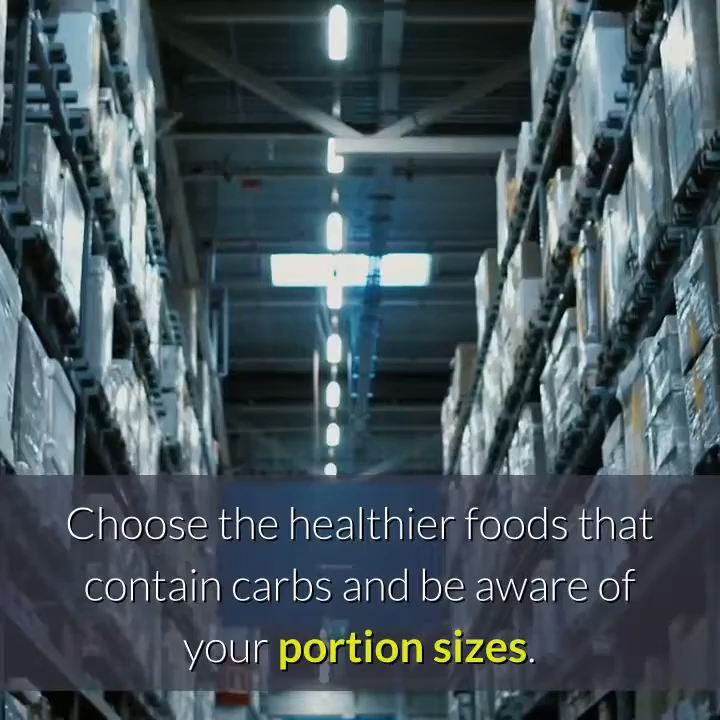 Choose the healthier foods that
contain carbs and be aware of
your portion sizes.